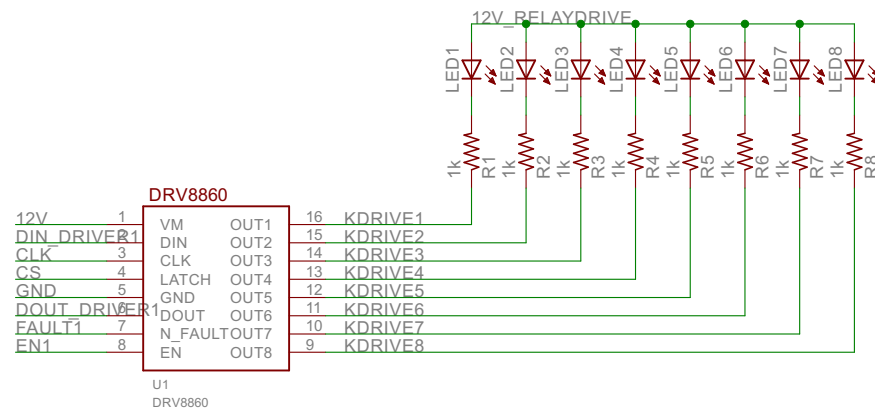 12V_RELAYDRIVE
LED1 LED2 LED3 LED4 LED5 LED6 LED7 LED8
1k R1 1k R2 1k R3 1k R4 1k R5 1k R6 1k R7 1k R8
DRV8860
12V 1 VM OUT1 16 KDRIVE1
DIN_DRIVER1 2 DIN OUT2 15 KDRIVE2
CLK 3 CLK OUT3 14 KDRIVE3
CS 4 LATCH OUT4 13 KDRIVE4
GND 5 GND OUT5 12 KDRIVE5
DOUT_DRIVER1 6 DOUT OUT6 11 KDRIVE6
FAULT1 7 N_FAULT OUT7 10 KDRIVE7
EN1 8 EN OUT8 9 KDRIVE8
U1
DRV8860